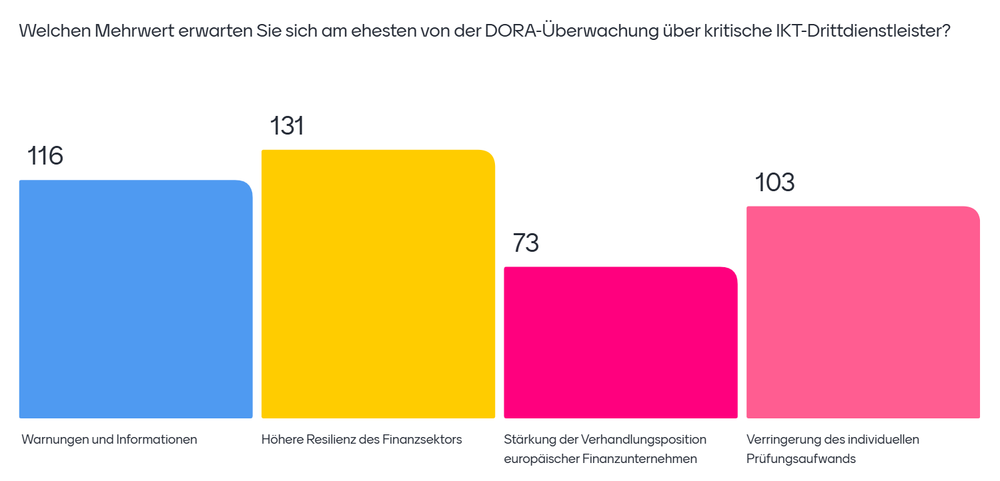 Welchen Mehrwert erwarten Sie sich am ehesten von der DORA-Überwachung über kritische IKT-Drittdienstleister?
116
131
73
103
Warnungen und Informationen
Höhere Resilienz des Finanzsektors
Stärkung der Verhandlungsposition
europäischer Finanzunternehmen
Verringerung des individuellen
Prüfungsaufwands